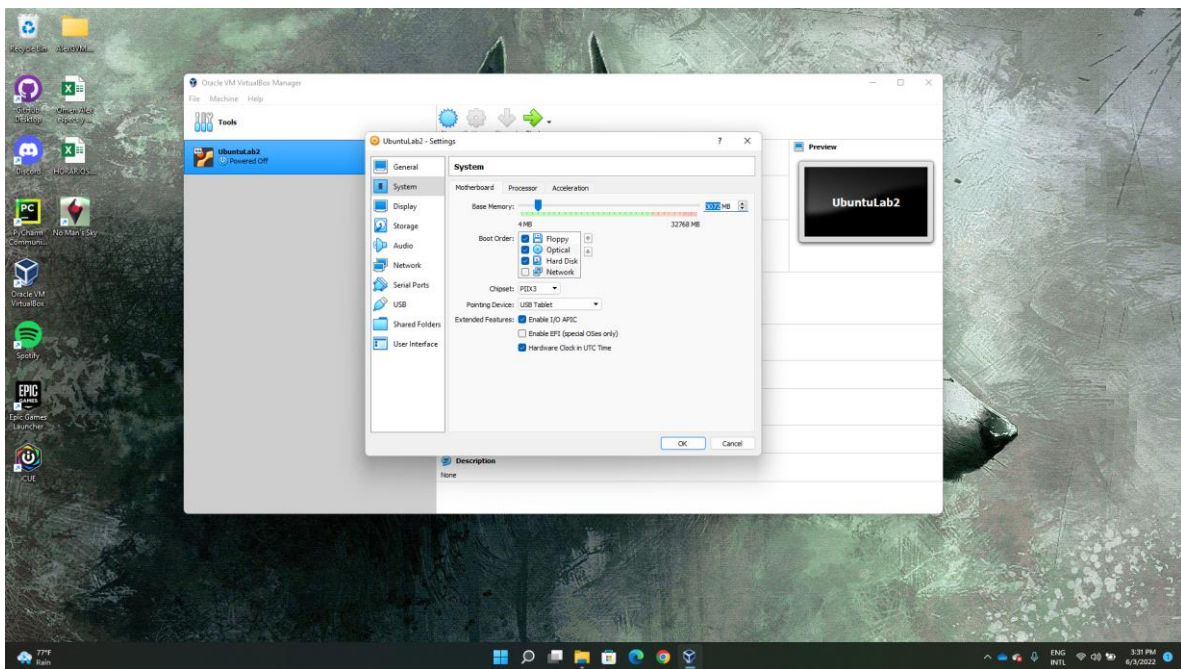 Recycle Bin
GitHub
Desktop
Discord
HORARIOS...
PC
PyCharm
Communi...
No Man's Sky
Oracle VM
VirtualBox
Spotify
EPIC
GAMES
Epic Games
Launcher
iCUE
Oracle VM VirtualBox Manager
File Machine Help
Tools
UbuntuLab2
Powered Off
UbuntuLab2 - Settings
? ×
General
System
Display
Storage
Audio
Network
Serial Ports
USB
Shared Folders
User Interface
System
Motherboard Processor Acceleration
Base Memory: 3072 MB
4 MB 32768 MB
Boot Order: Floppy
Optical
Hard Disk
Network
Chipset: PIIX3
Pointing Device: USB Tablet
Extended Features: Enable I/O APIC
Enable EFI (special OSes only)
Hardware Clock in UTC Time
OK Cancel
Preview
UbuntuLab2
Description
None
77°F
Rain
ENG
INTL
3:31 PM
6/3/2022